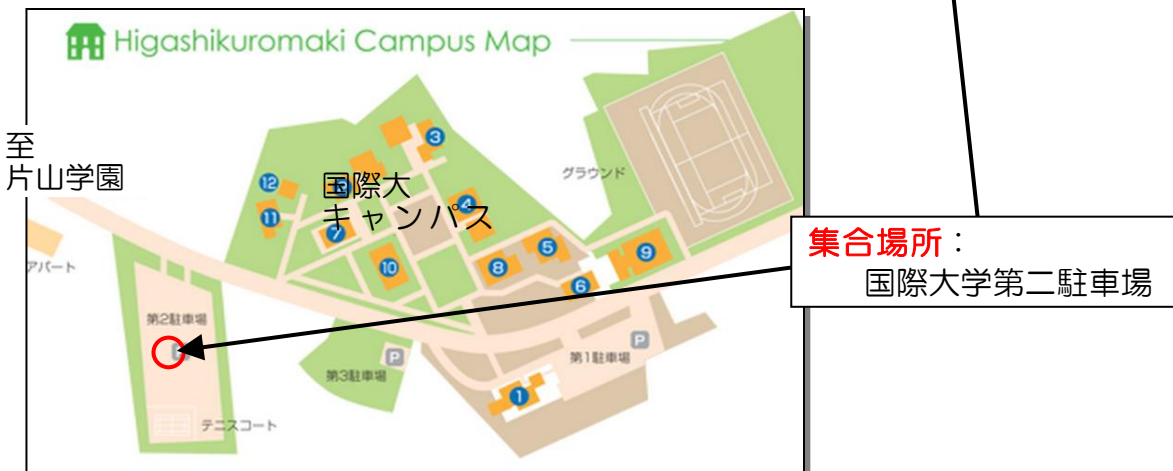 Higashikuromaki Campus Map
至
片山学園
国際大
キャンパス
グラウンド
③
④
⑤
⑥
⑦
⑧
⑨
⑩
⑪
⑫
①
アパート
第2駐車場
P
第3駐車場
P
第1駐車場
P
テニスコート
集合場所：
国際大学第二駐車場